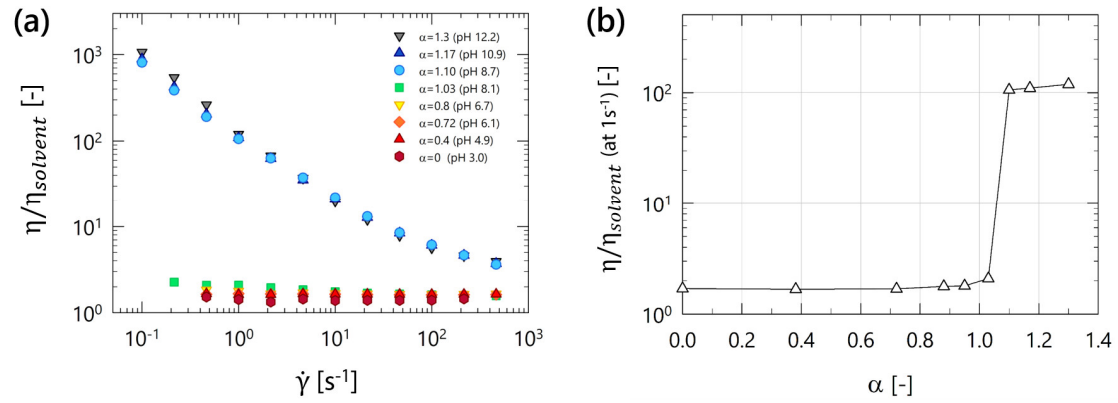 (a)
η/ηsolvent [-]
10³
10²
10¹
10⁰
α=1.3 (pH 12.2)
α=1.17 (pH 10.9)
α=1.10 (pH 8.7)
α=1.03 (pH 8.1)
α=0.8 (pH 6.7)
α=0.72 (pH 6.1)
α=0.4 (pH 4.9)
α=0 (pH 3.0)
10⁻¹ 10⁰ 10¹ 10² 10³
γ̇ [s⁻¹]
(b)
η/ηsolvent (at 1s⁻¹) [-]
10²
10¹
10⁰
0.0 0.2 0.4 0.6 0.8 1.0 1.2 1.4
α [-]